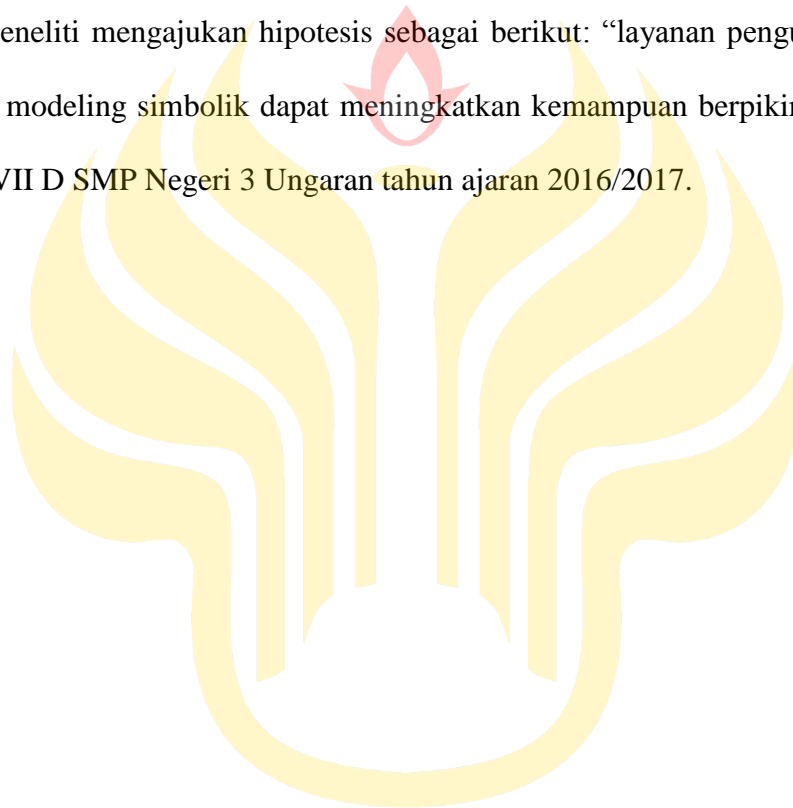 eneliti mengajukan hipotesis sebagai berikut: “layanan pengu
modeling simbolik dapat meningkatkan kemampuan berpikir
VII D SMP Negeri 3 Ungaran tahun ajaran 2016/2017.